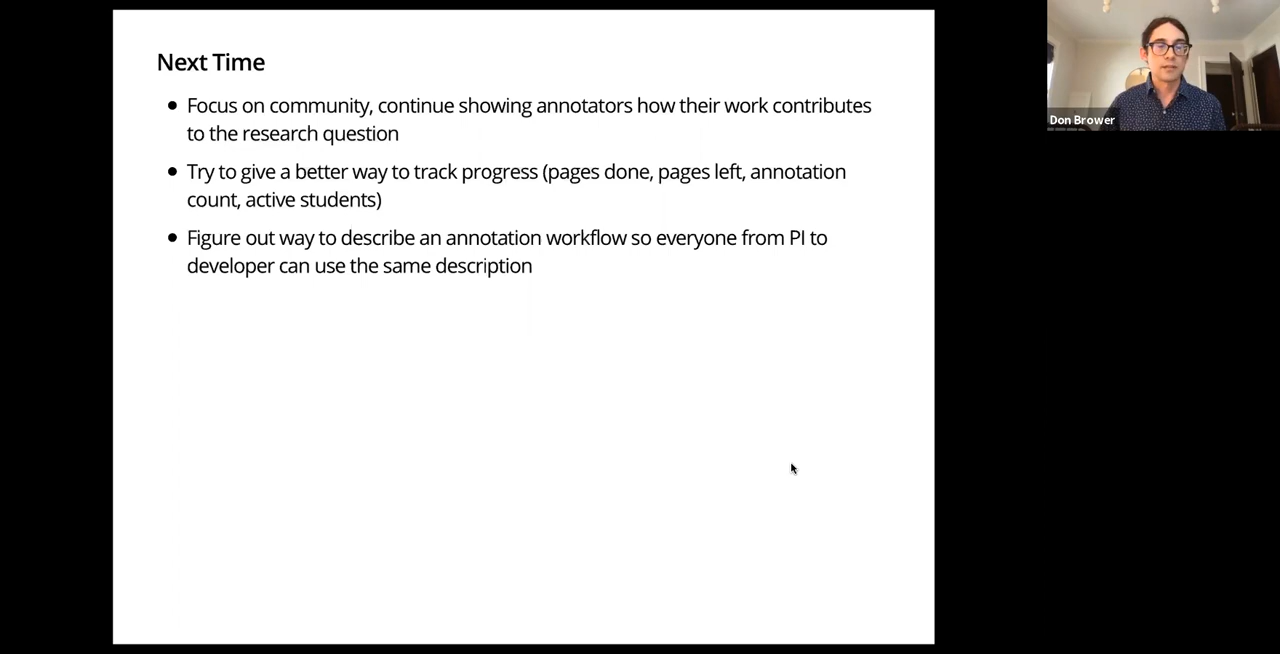 Next Time
• Focus on community, continue showing annotators how their work contributes
to the research question
• Try to give a better way to track progress (pages done, pages left, annotation
count, active students)
• Figure out way to describe an annotation workflow so everyone from PI to
developer can use the same description
Don Brower